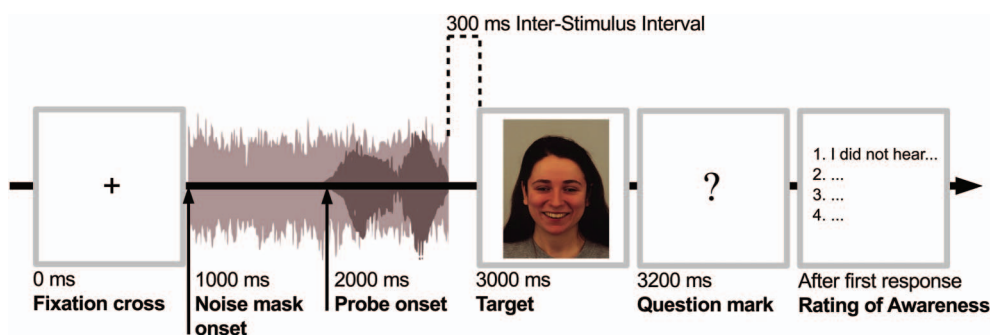 300 ms Inter-Stimulus Interval
+
?
1. I did not hear...
2. ...
3. ...
4. ...
0 ms
Fixation cross
1000 ms
Noise mask
onset
2000 ms
Probe onset
3000 ms
Target
3200 ms
Question mark
After first response
Rating of Awareness